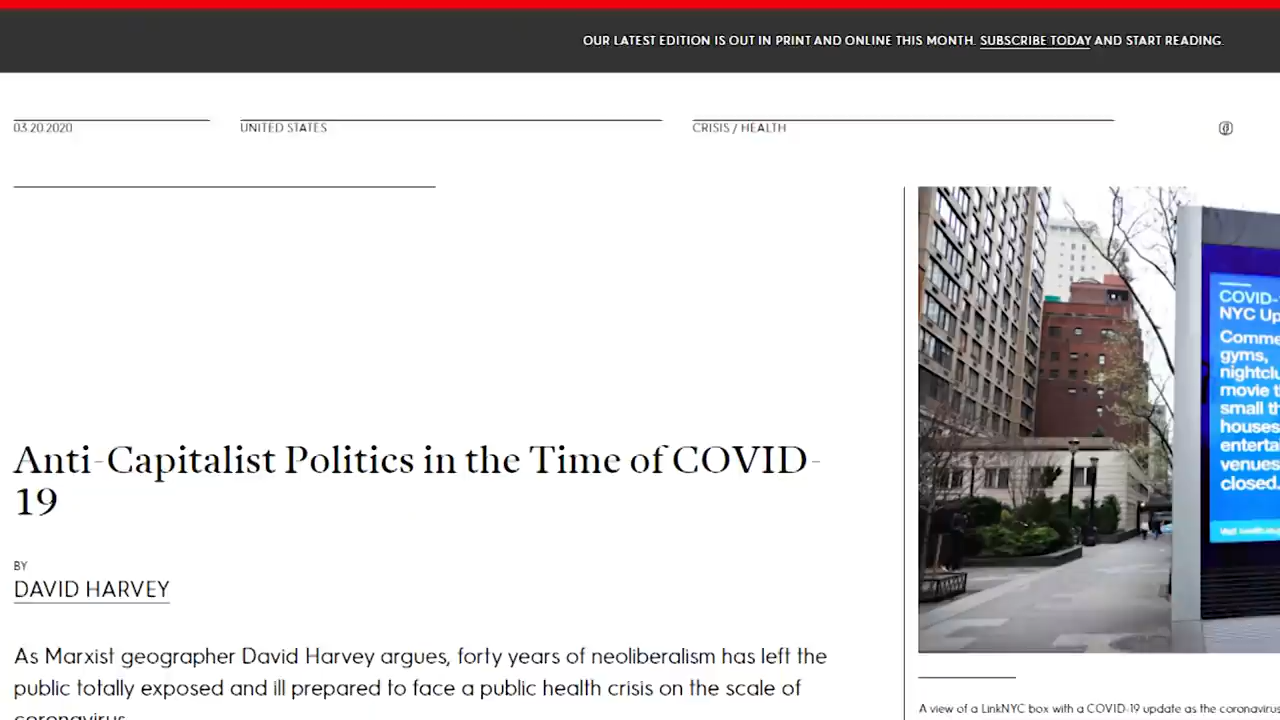 OUR LATEST EDITION IS OUT IN PRINT AND ONLINE THIS MONTH. SUBSCRIBE TODAY AND START READING.
03.20.2020
UNITED STATES
CRISIS / HEALTH
Anti-Capitalist Politics in the Time of COVID-
19
BY
DAVID HARVEY
As Marxist geographer David Harvey argues, forty years of neoliberalism has left the
public totally exposed and ill prepared to face a public health crisis on the scale of
coronavirus.
COVID-
NYC Up
Comme
gyms,
nightclu
movie t
small th
houses
enterta
venues
closed.
A view of a LinkNYC box with a COVID-19 update as the coronavirus